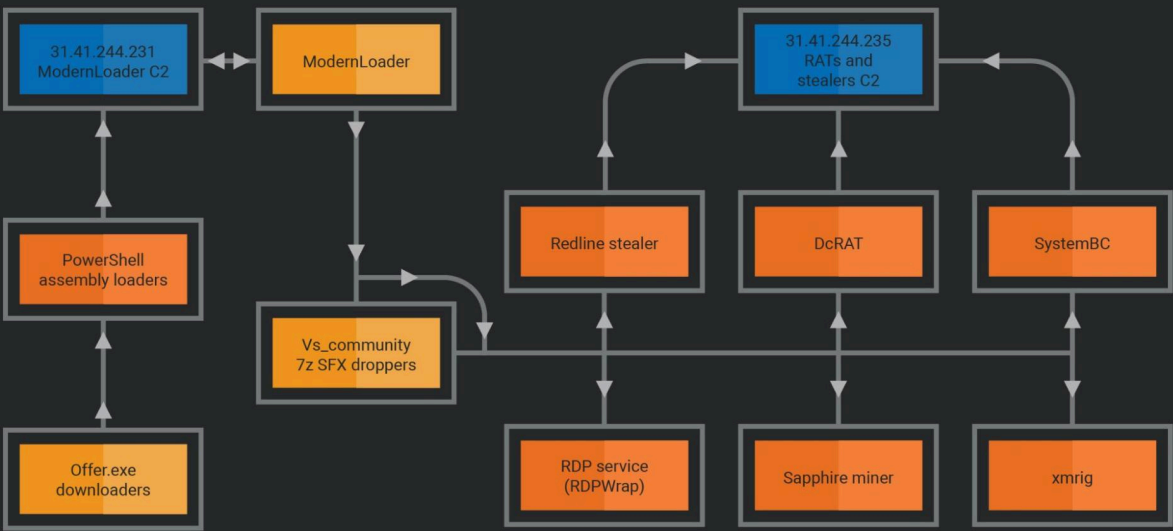 31.41.244.231
ModernLoader C2
ModernLoader
31.41.244.235
RATs and
stealers C2
PowerShell
assembly loaders
Redline stealer
DcRAT
SystemBC
Vs_community
7z SFX droppers
Offer.exe
downloaders
RDP service
(RDPWrap)
Sapphire miner
xmrig